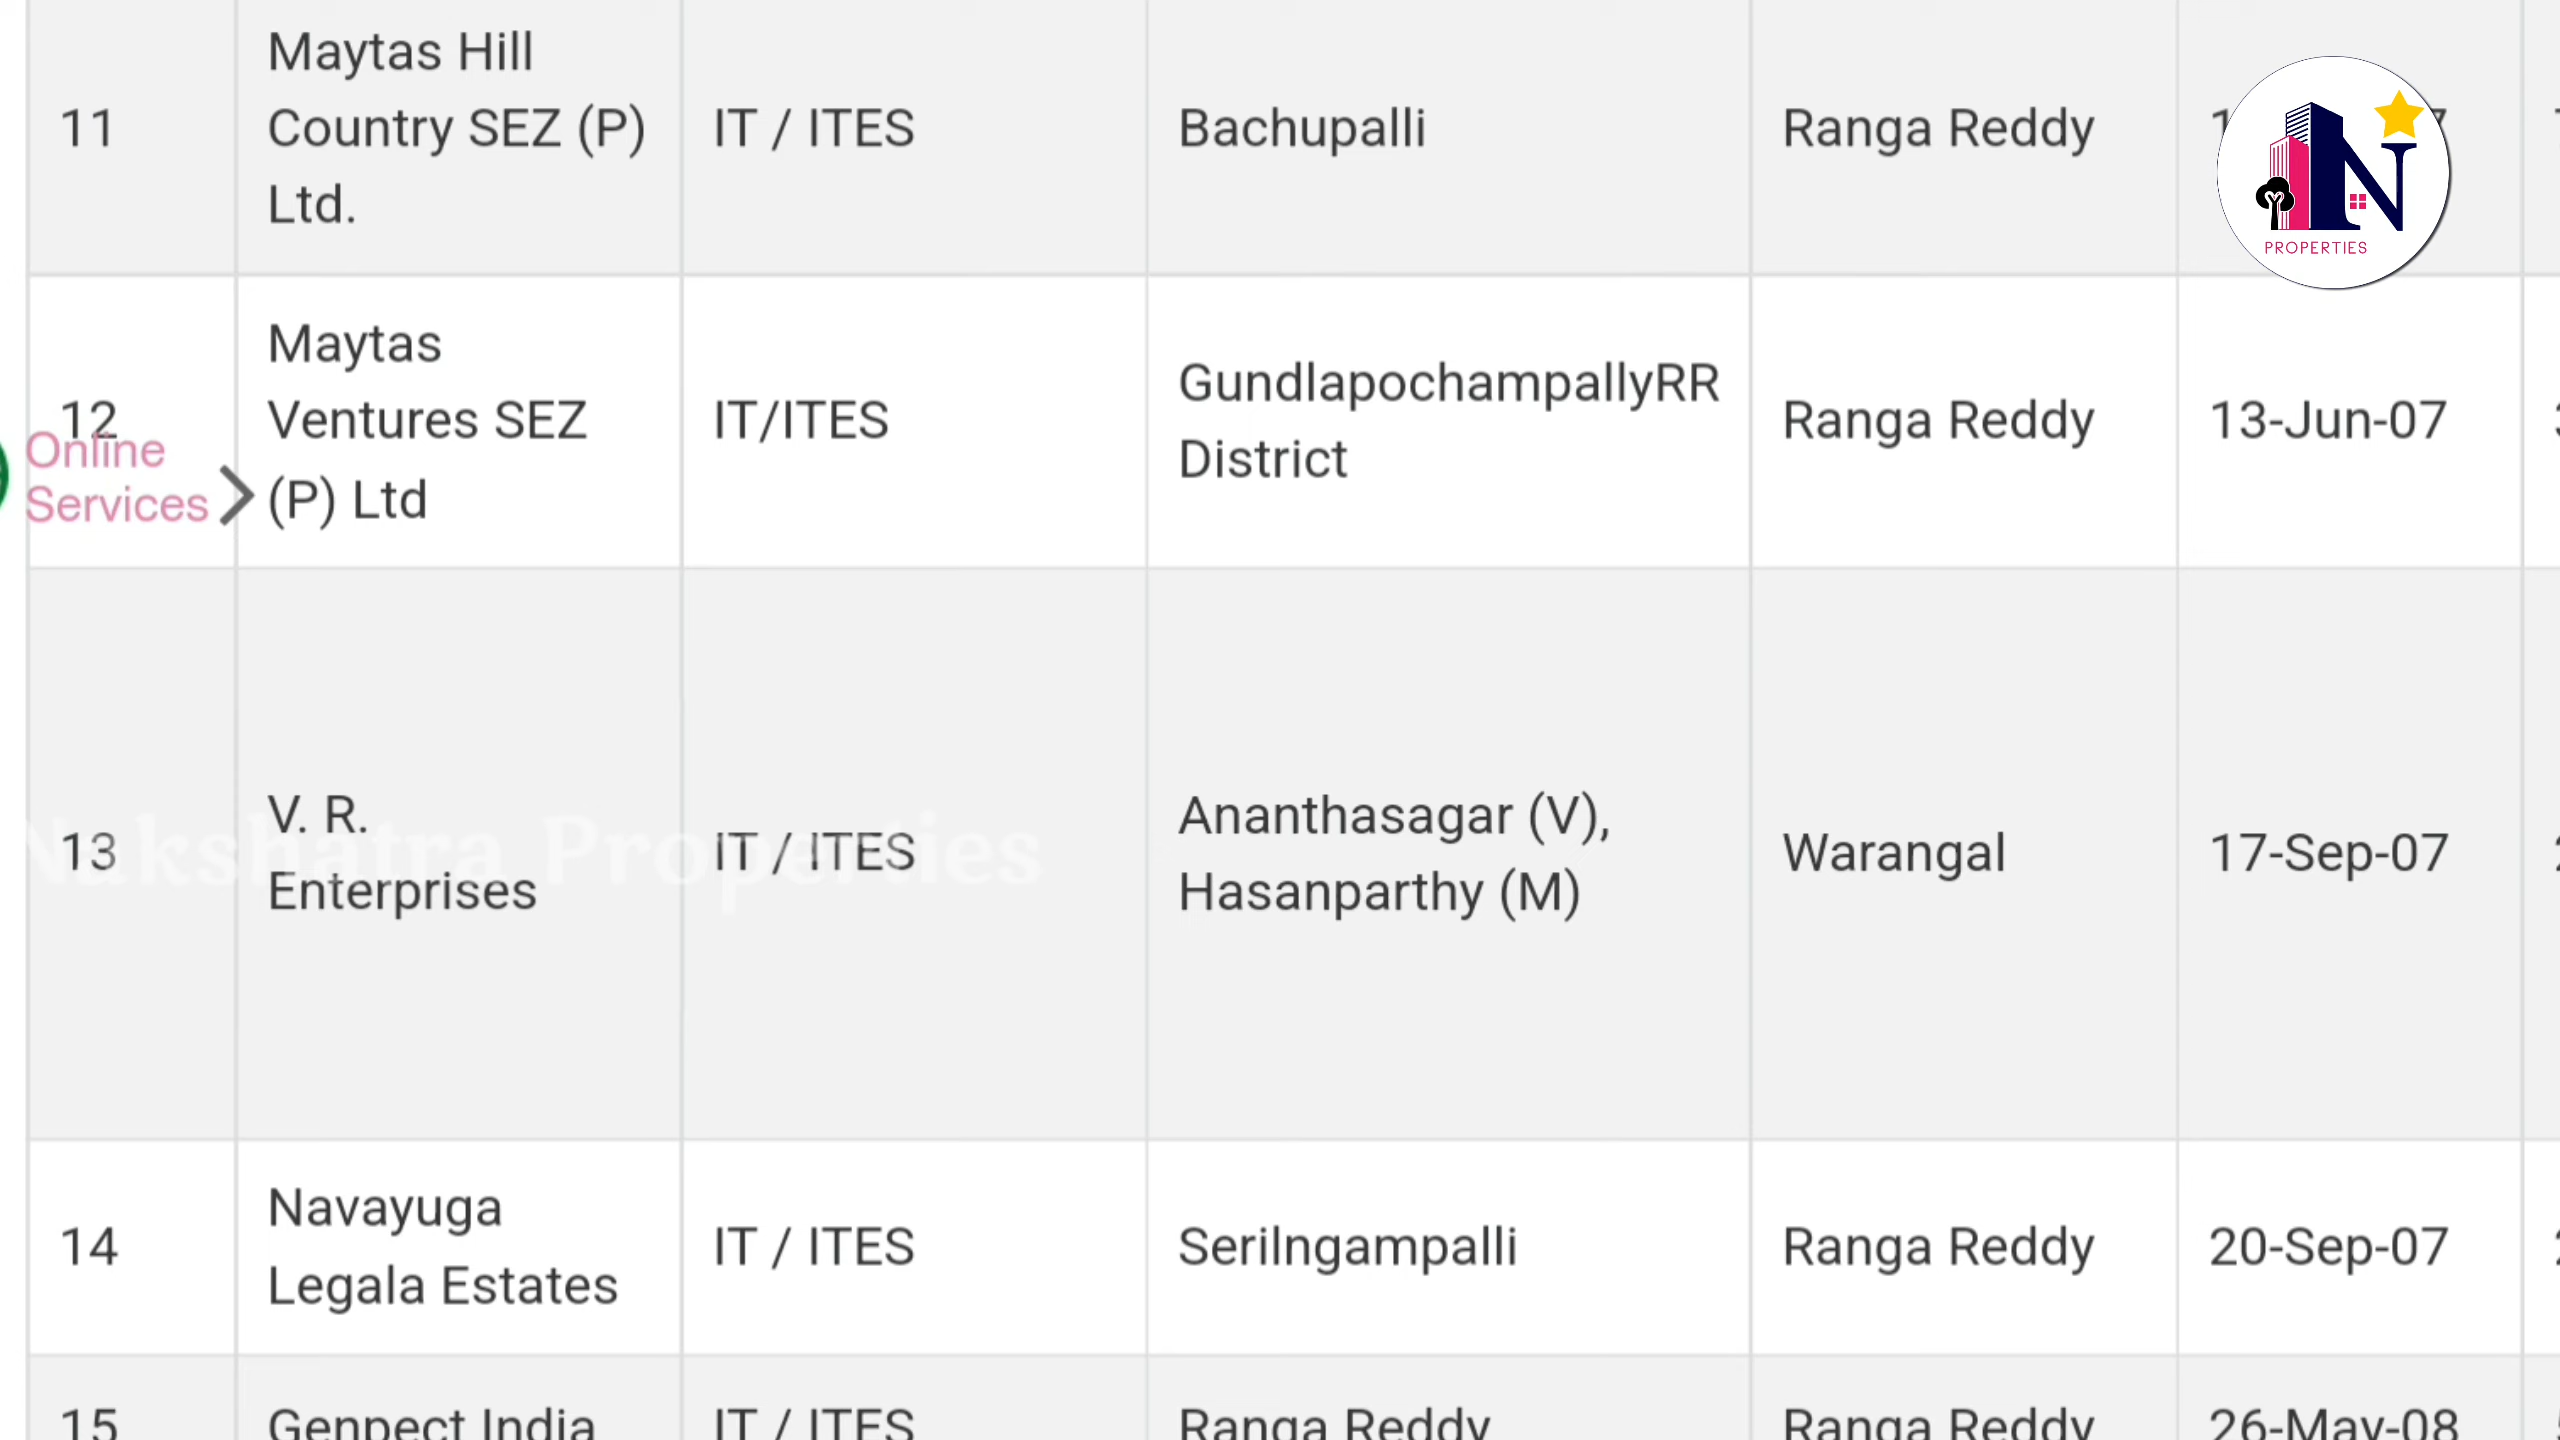 11
Maytas Hill
Country SEZ (P)
Ltd.
IT / ITES
Bachupalli
Ranga Reddy
PROPERTIES
12
Maytas
Ventures SEZ
(P) Ltd
IT/ITES
GundlapochampallyRR
District
Ranga Reddy
13-Jun-07
Online
Services
13
V. R.
Enterprises
IT / ITES
Ananthasagar (V),
Hasanparthy (M)
Warangal
17-Sep-07
Nakshatra Properties
14
Navayuga
Legala Estates
IT / ITES
Serilngampalli
Ranga Reddy
20-Sep-07
15
Genpect India
IT / ITES
Ranga Reddy
Ranga Reddy
26-May-08